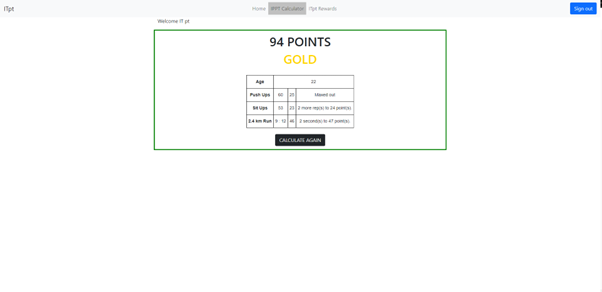 ITpt Home IPPT Calculator ITpt Rewards Sign out
Welcome IT pt
94 POINTS
GOLD
Age 22
Push Ups 60 25 Maxed out
Sit Ups 53 23 2 more rep(s) to 24 point(s).
2.4 km Run 9 12 46 2 second(s) to 47 point(s).
CALCULATE AGAIN